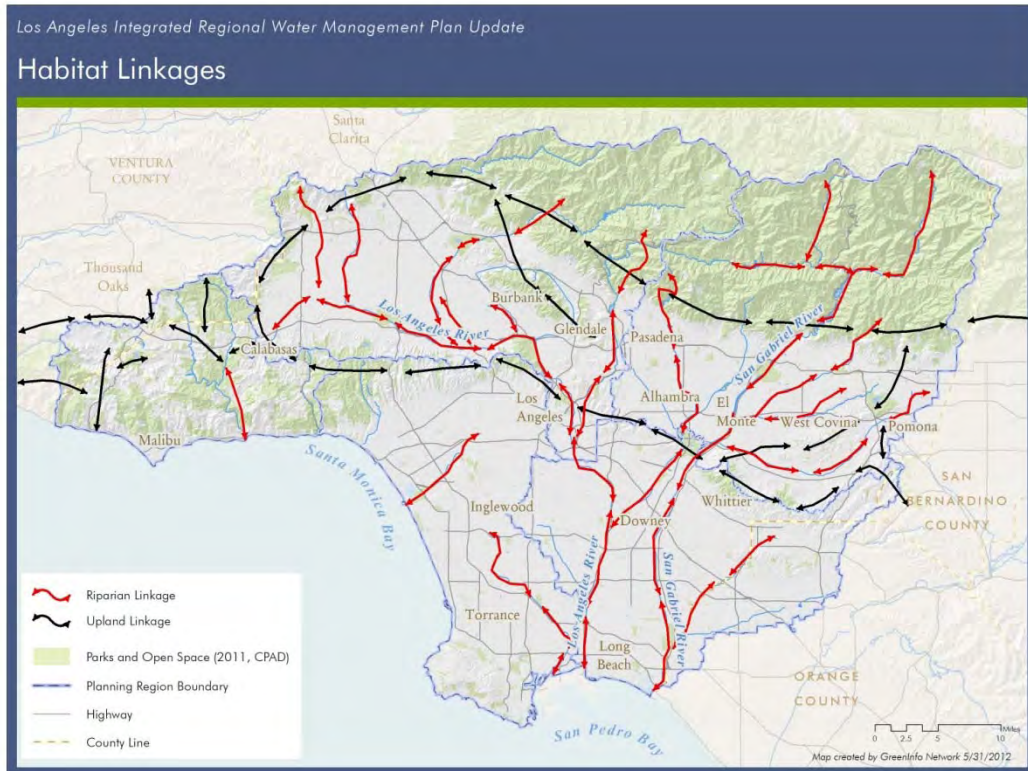 Los Angeles Integrated Regional Water Management Plan Update
Habitat Linkages
Santa
Clarita
VENTURA
COUNTY
Thousand
Oaks
Burbank
Los Angeles River
Glendale
Calabasas
Pasadena
San Gabriel River
Los
Angeles
Alhambra
El
Monte
West Covina
Pomona
Malibu
Santa Monica Bay
Inglewood
Downey
Whittier
SAN
BERNARDINO
COUNTY
Los Angeles River
San Gabriel River
Torrance
Long
Beach
ORANGE
COUNTY
San Pedro Bay
Riparian Linkage
Upland Linkage
Parks and Open Space (2011, CPAD)
Planning Region Boundary
Highway
County Line
Miles
0 2.5 5 10
Map created by GreenInfo Network 5/31/2012